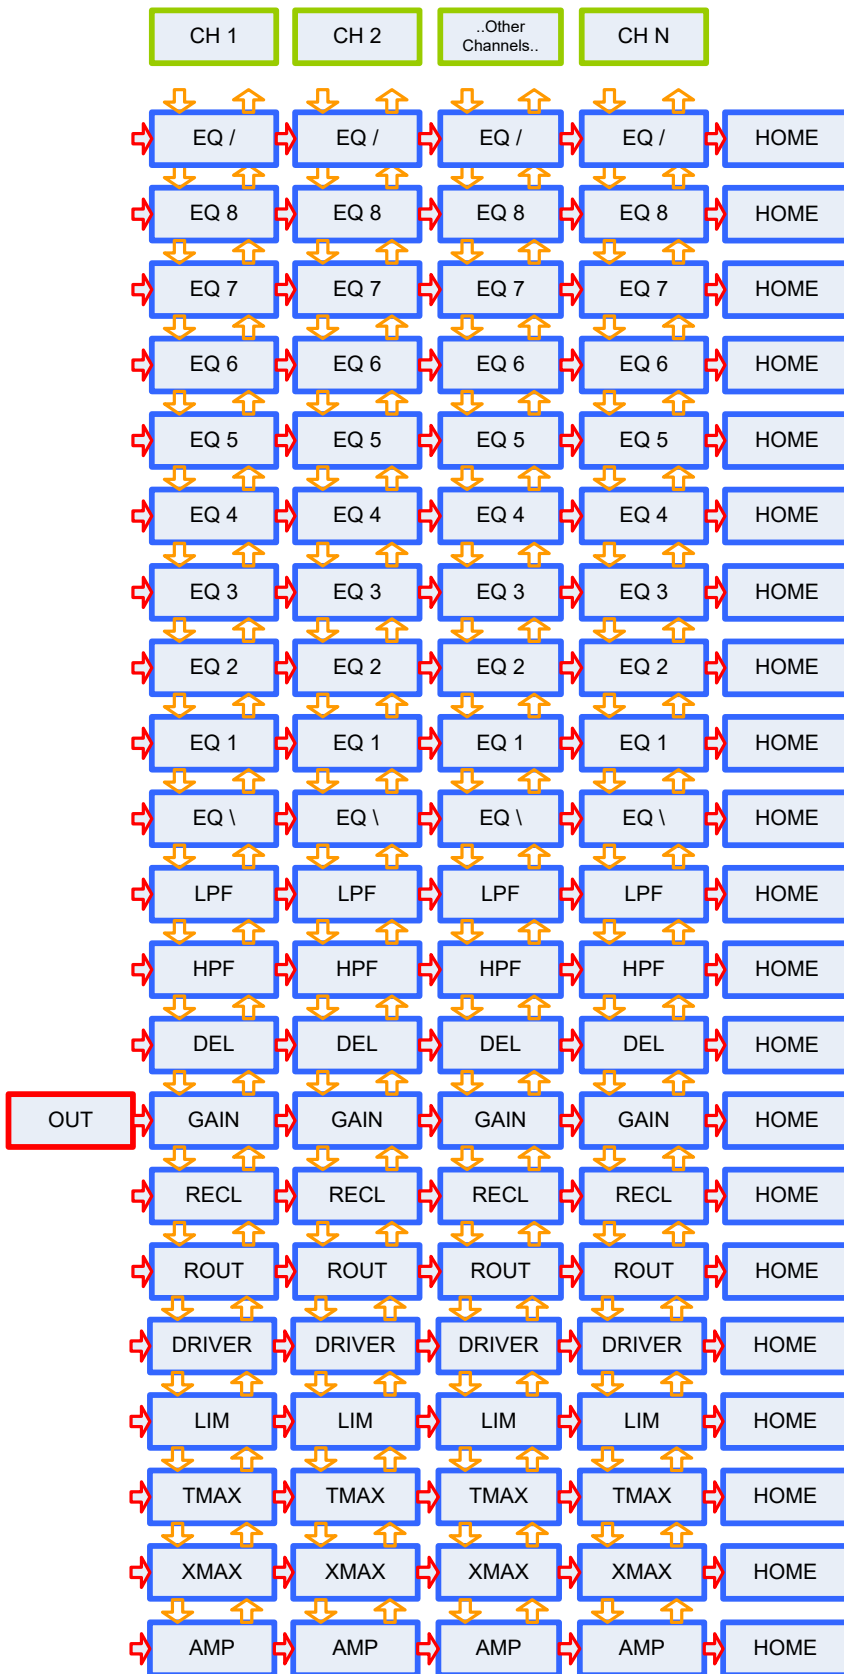 CH 1 CH 2 ..Other Channels.. CH N
EQ / EQ / EQ / EQ / HOME
EQ 8 EQ 8 EQ 8 EQ 8 HOME
EQ 7 EQ 7 EQ 7 EQ 7 HOME
EQ 6 EQ 6 EQ 6 EQ 6 HOME
EQ 5 EQ 5 EQ 5 EQ 5 HOME
EQ 4 EQ 4 EQ 4 EQ 4 HOME
EQ 3 EQ 3 EQ 3 EQ 3 HOME
EQ 2 EQ 2 EQ 2 EQ 2 HOME
EQ 1 EQ 1 EQ 1 EQ 1 HOME
EQ \ EQ \ EQ \ EQ \ HOME
LPF LPF LPF LPF HOME
HPF HPF HPF HPF HOME
DEL DEL DEL DEL HOME
OUT GAIN GAIN GAIN GAIN HOME
RECL RECL RECL RECL HOME
ROUT ROUT ROUT ROUT HOME
DRIVER DRIVER DRIVER DRIVER HOME
LIM LIM LIM LIM HOME
TMAX TMAX TMAX TMAX HOME
XMAX XMAX XMAX XMAX HOME
AMP AMP AMP AMP HOME